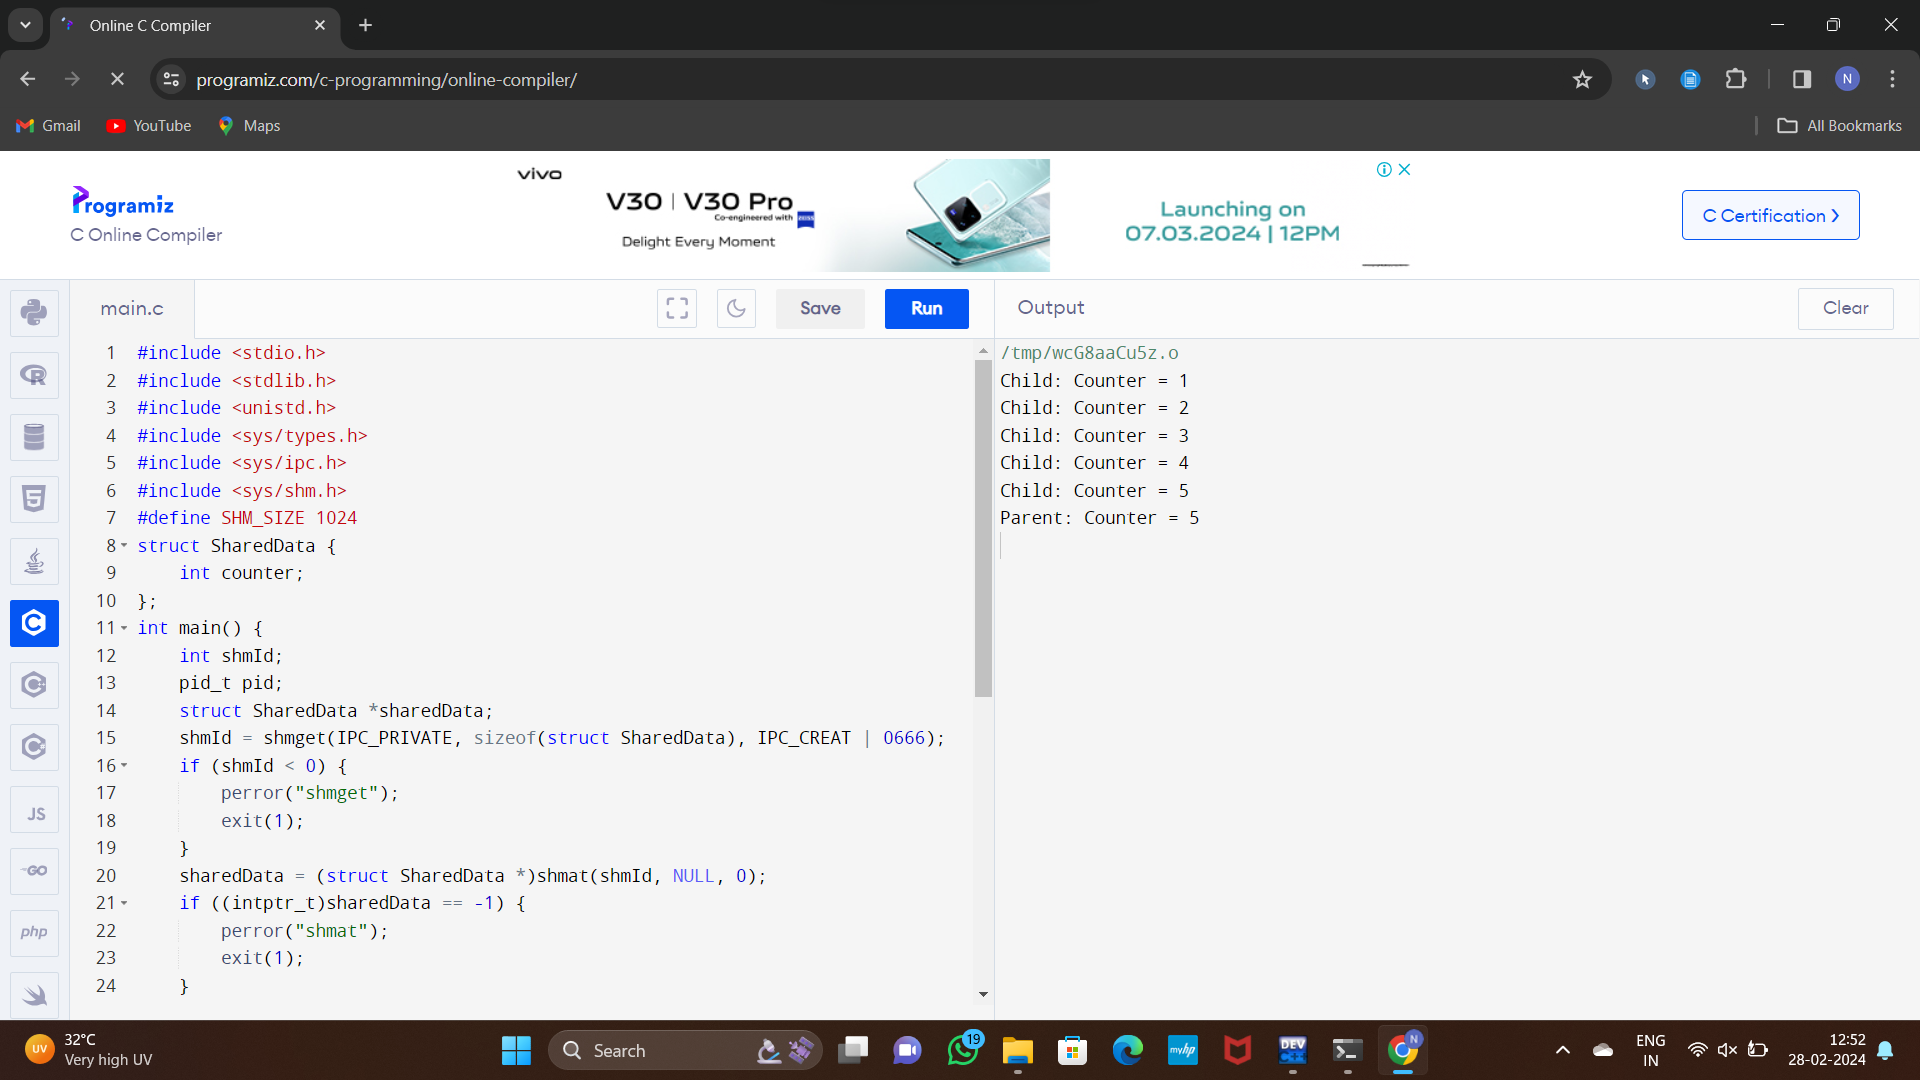 Online C Compiler
programiz.com/c-programming/online-compiler/
N
Gmail
YouTube
Maps
All Bookmarks
Programiz
C Online Compiler
vivo
V30 | V30 Pro
Co-engineered with ZEISS
Delight Every Moment
Launching on
07.03.2024 | 12PM
C Certification
main.c
Save
Run
Output
Clear
1 #include <stdio.h>
2 #include <stdlib.h>
3 #include <unistd.h>
4 #include <sys/types.h>
5 #include <sys/ipc.h>
6 #include <sys/shm.h>
7 #define SHM_SIZE 1024
8 struct SharedData {
9 int counter;
10 };
11 int main() {
12 int shmId;
13 pid_t pid;
14 struct SharedData *sharedData;
15 shmId = shmget(IPC_PRIVATE, sizeof(struct SharedData), IPC_CREAT | 0666);
16 if (shmId < 0) {
17 perror("shmget");
18 exit(1);
19 }
20 sharedData = (struct SharedData *)shmat(shmId, NULL, 0);
21 if ((intptr_t)sharedData == -1) {
22 perror("shmat");
23 exit(1);
24 }
/tmp/wcG8aaCu5z.o
Child: Counter = 1
Child: Counter = 2
Child: Counter = 3
Child: Counter = 4
Child: Counter = 5
Parent: Counter = 5
R
5
C
JS
GO
php
UV
32°C
Very high UV
Search
19
myhp
DEV
C++
N
ENG
IN
12:52
28-02-2024